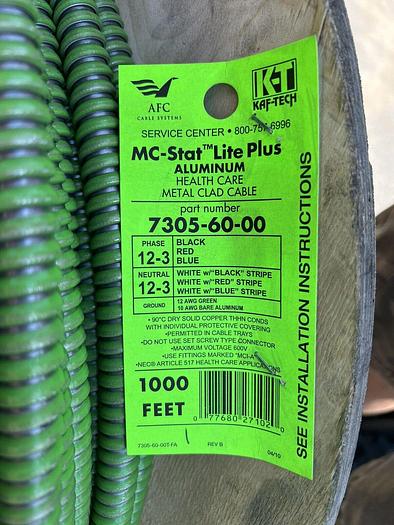 AFC
CABLE SYSTEMS
K-T
KAF-TECH
SERVICE CENTER • 800-757-6996
MC-Stat™Lite Plus
ALUMINUM
HEALTH CARE
METAL CLAD CABLE
part number
7305-60-00
PHASE
12-3
BLACK
RED
BLUE
NEUTRAL
12-3
WHITE w/"BLACK" STRIPE
WHITE w/"RED" STRIPE
WHITE w/"BLUE" STRIPE
GROUND
12 AWG GREEN
10 AWG BARE ALUMINUM
• 90°C DRY SOLID COPPER THHN CONDS
WITH INDIVIDUAL PROTECTIVE COVERING
•PERMITTED IN CABLE TRAYS
•DO NOT USE SET SCREW TYPE CONNECTOR
•MAXIMUM VOLTAGE 600V
•USE FITTINGS MARKED "MCI-A"
•NEC® ARTICLE 517 HEALTH CARE APPLICATIONS
1000
FEET
0 77680 27102 0
7305-60-00T-FA
REV B
04/10
SEE INSTALLATION INSTRUCTIONS